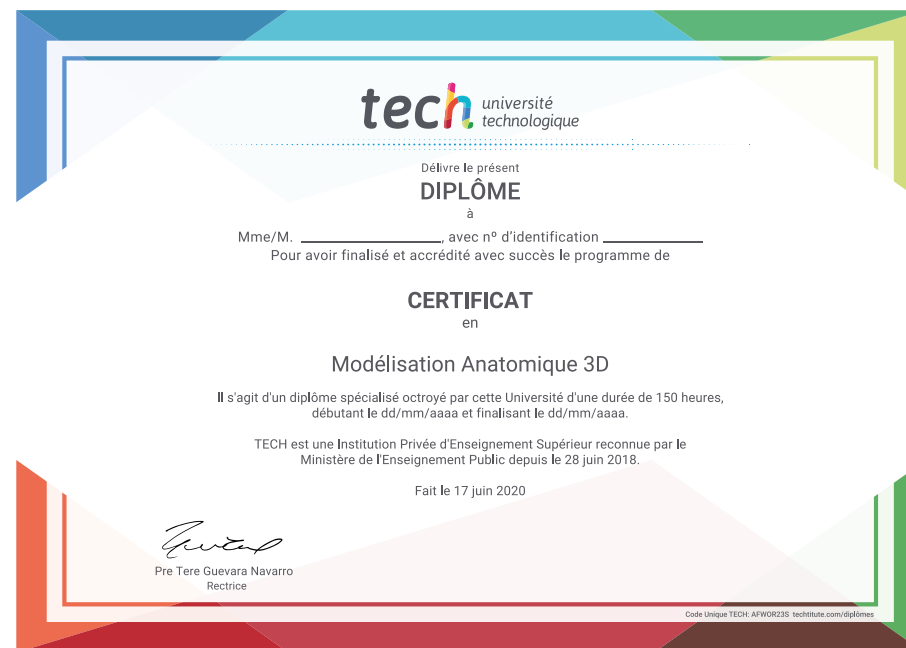 tech université
technologique
Délivre le présent
DIPLÔME
à
Mme/M. ____________________, avec nº d'identification ______________
Pour avoir finalisé et accrédité avec succès le programme de
CERTIFICAT
en
Modélisation Anatomique 3D
Il s'agit d'un diplôme spécialisé octroyé par cette Université d'une durée de 150 heures,
débutant le dd/mm/aaaa et finalisant le dd/mm/aaaa.
TECH est une Institution Privée d'Enseignement Supérieur reconnue par le
Ministère de l'Enseignement Public depuis le 28 juin 2018.
Fait le 17 juin 2020
Pre Tere Guevara Navarro
Rectrice
Code Unique TECH: AFWOR23S techtitute.com/diplômes